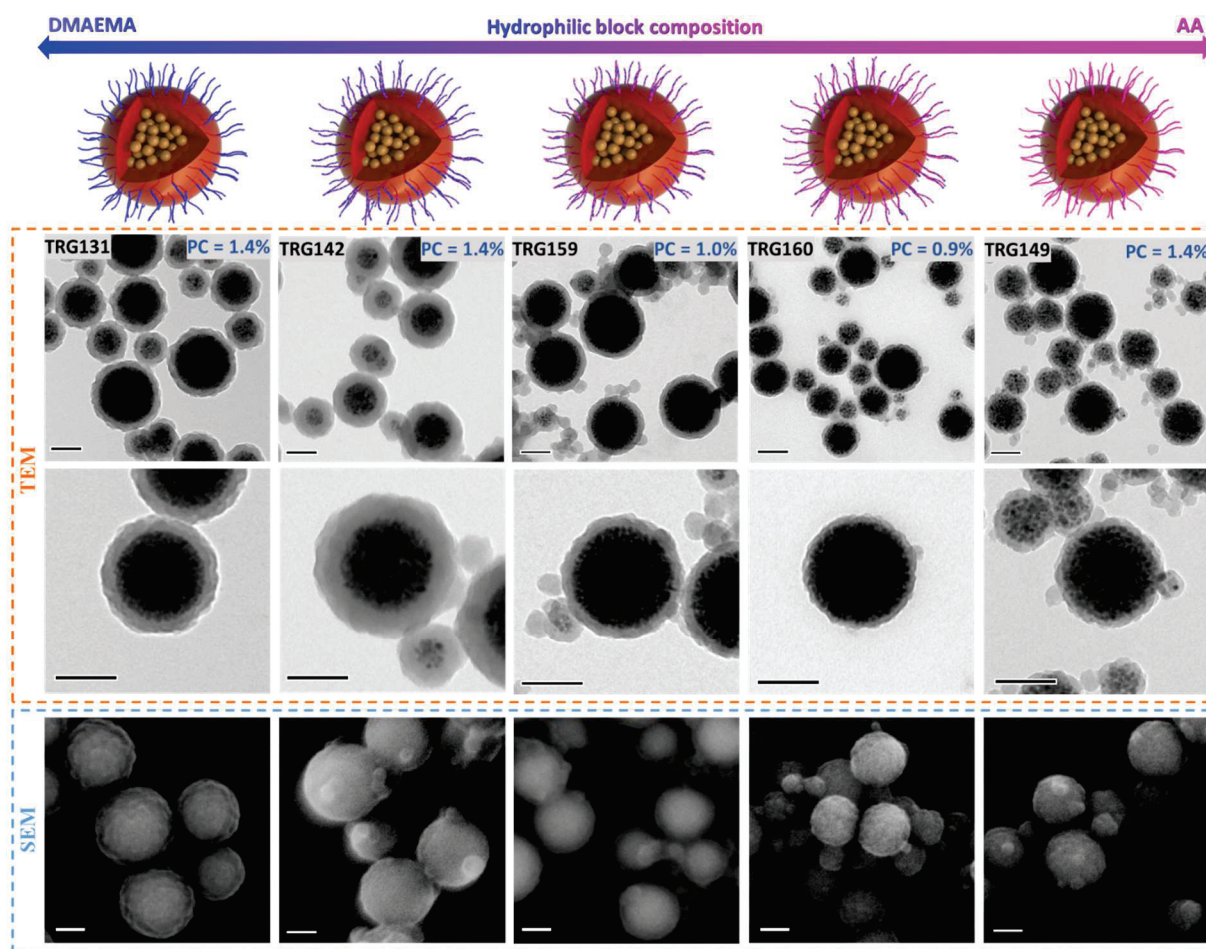 DMAEMA Hydrophilic block composition AA
TRG131 PC = 1.4% TRG142 PC = 1.4% TRG159 PC = 1.0% TRG160 PC = 0.9% TRG149 PC = 1.4%
TEM
SEM